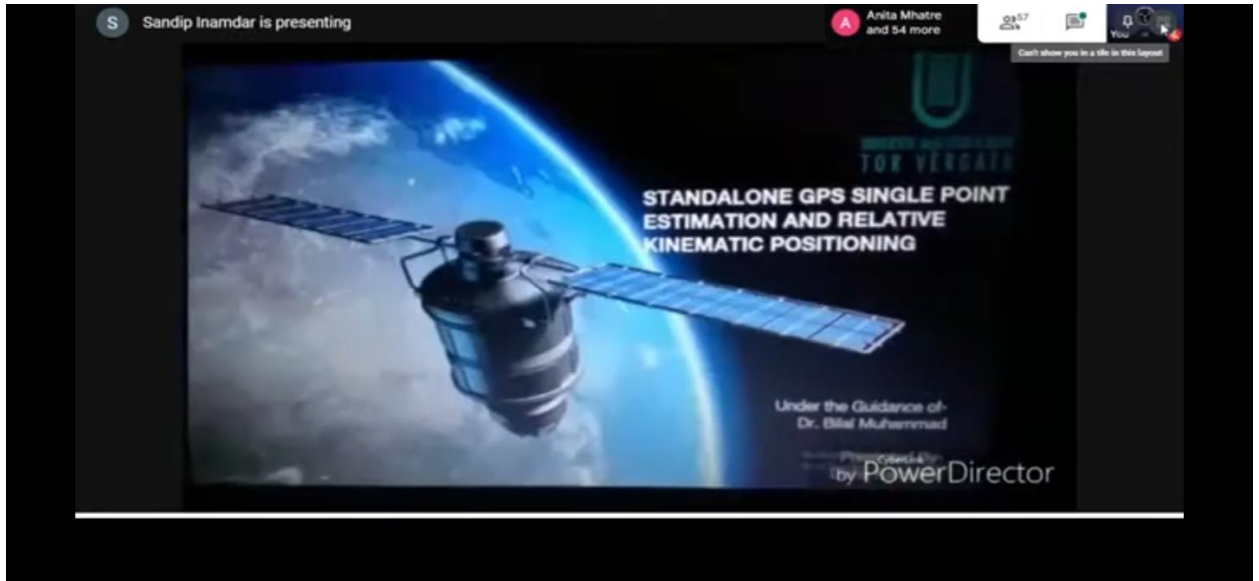 S
Sandip Inamdar is presenting
A
Anita Mhatre
and 54 more
57
You
Can't show you in a tile in this layout
TOR VERGATA
STANDALONE GPS SINGLE POINT
ESTIMATION AND RELATIVE
KINEMATIC POSITIONING
Under the Guidance of-
Dr. Bilal Muhammad
by PowerDirector